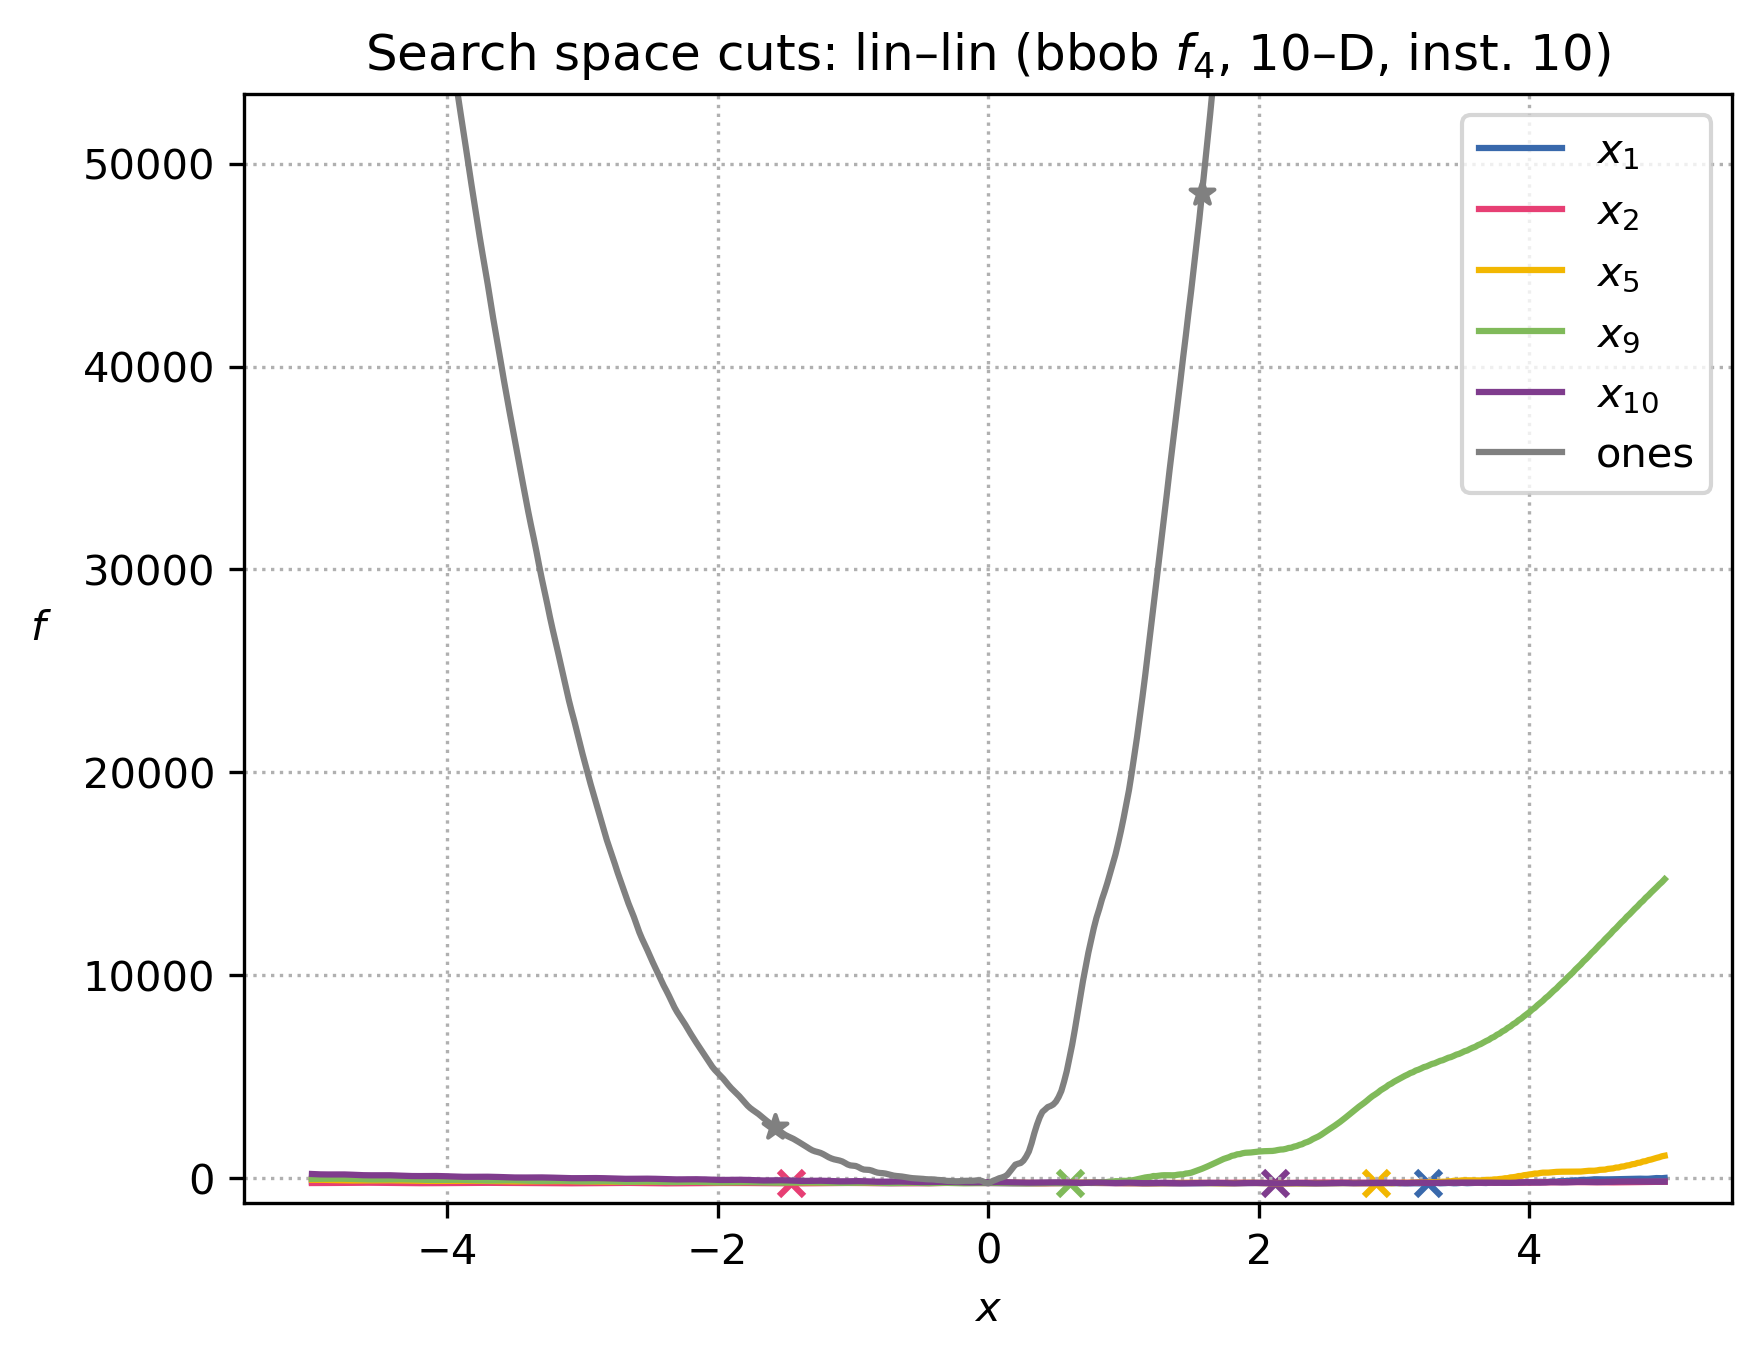 Search space cuts: lin–lin (bbob f₄, 10–D, inst. 10)
50000
40000
30000
20000
10000
0
f
−4
−2
0
2
4
x
x₁
x₂
x₅
x₉
x₁₀
ones